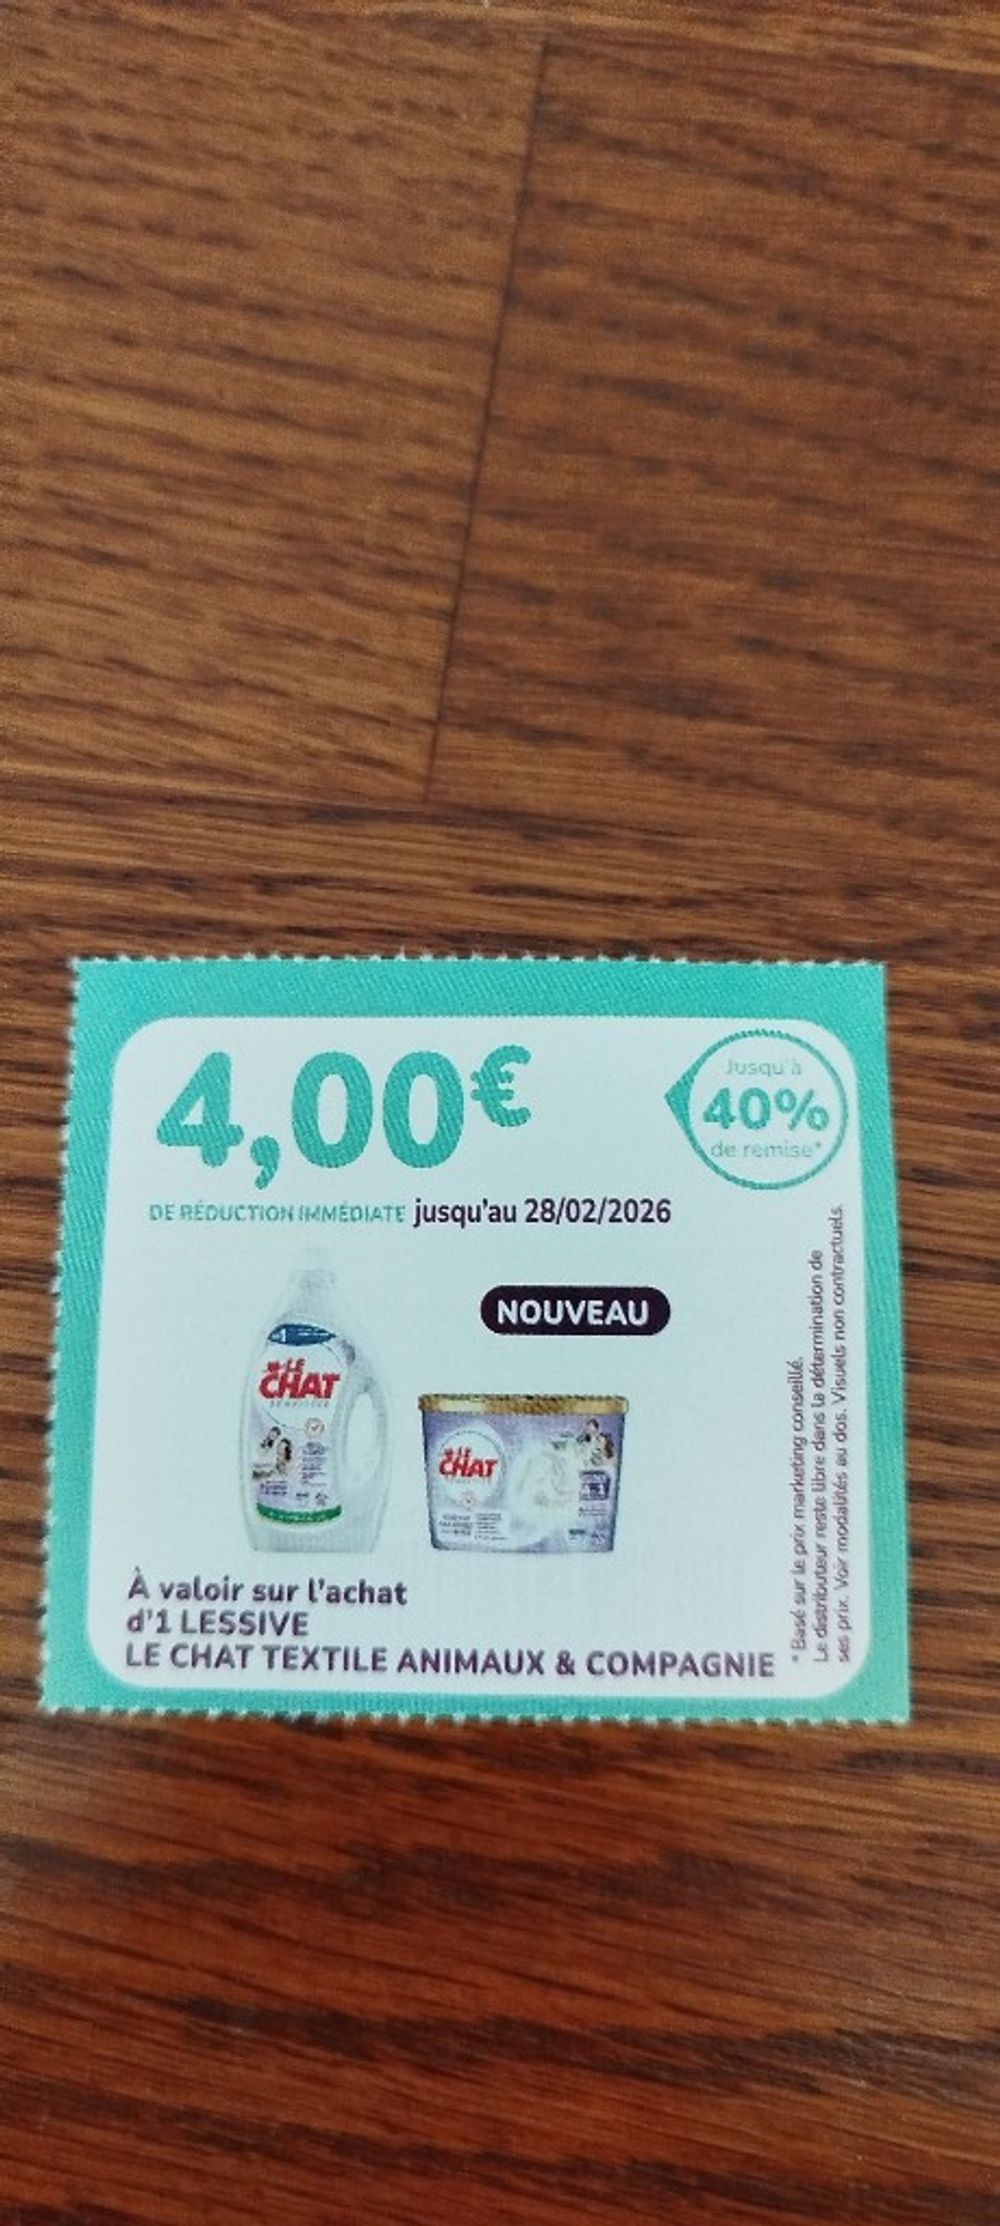 4,00€
Jusqu'à
40%
de remise*
DE RÉDUCTION IMMÉDIATE jusqu'au 28/02/2026
NOUVEAU
LE
CHAT
SENSITIVE
LE
CHAT
À valoir sur l'achat
d'1 LESSIVE
LE CHAT TEXTILE ANIMAUX & COMPAGNIE
* Basé sur le prix marketing conseillé.
Le distributeur reste libre dans la détermination de
ses prix. Voir modalités au dos. Visuels non contractuels.